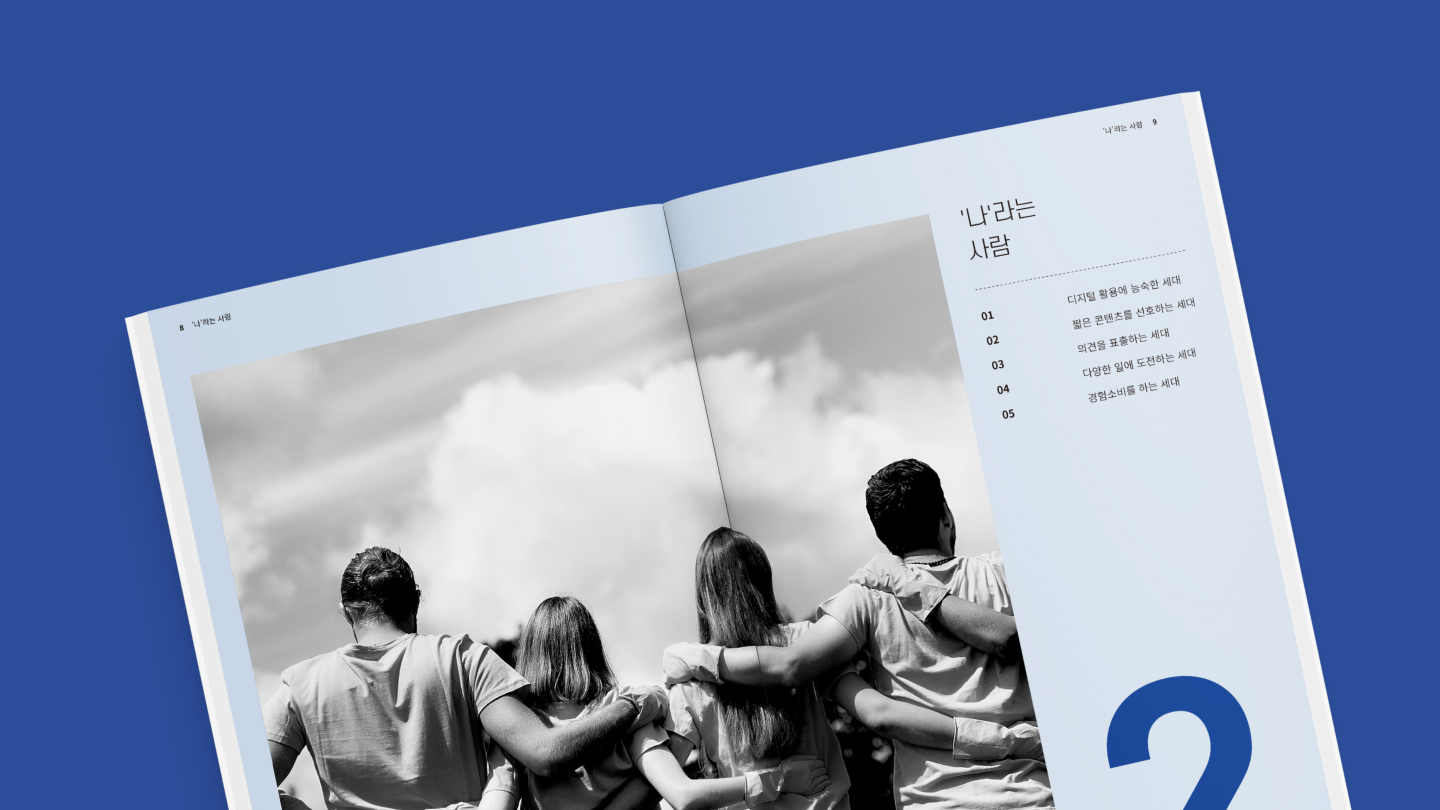 8 '나'라는 사람
'나'라는 사람 9
'나'라는
사람
01 디지털 활용에 능숙한 세대
02 짧은 콘텐츠를 선호하는 세대
03 의견을 표출하는 세대
04 다양한 일에 도전하는 세대
05 경험소비를 하는 세대
2